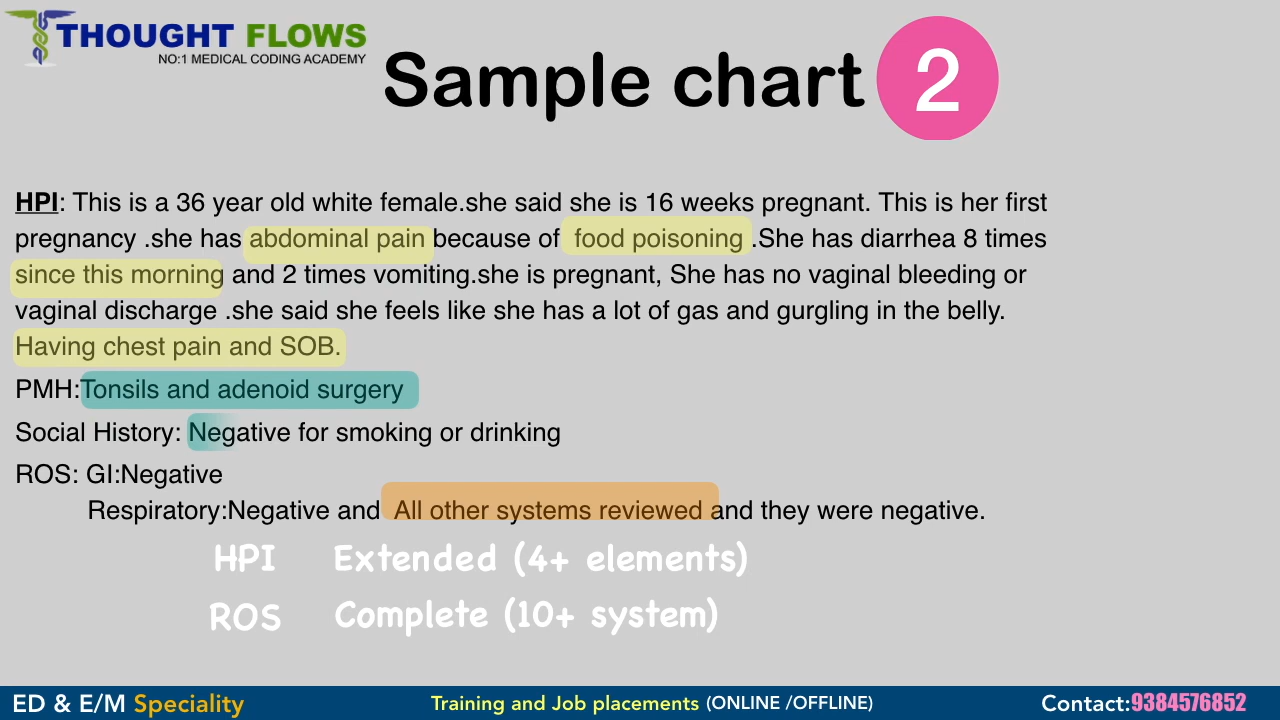 THOUGHT FLOWS
NO:1 MEDICAL CODING ACADEMY
Sample chart 2
HPI: This is a 36 year old white female.she said she is 16 weeks pregnant. This is her first
pregnancy .she has abdominal pain because of food poisoning .She has diarrhea 8 times
since this morning and 2 times vomiting.she is pregnant, She has no vaginal bleeding or
vaginal discharge .she said she feels like she has a lot of gas and gurgling in the belly.
Having chest pain and SOB.
PMH:Tonsils and adenoid surgery
Social History: Negative for smoking or drinking
ROS: GI:Negative
Respiratory:Negative and All other systems reviewed and they were negative.
HPI Extended (4+ elements)
ROS Complete (10+ system)
ED & E/M Speciality Training and Job placements (ONLINE /OFFLINE) Contact:9384576852